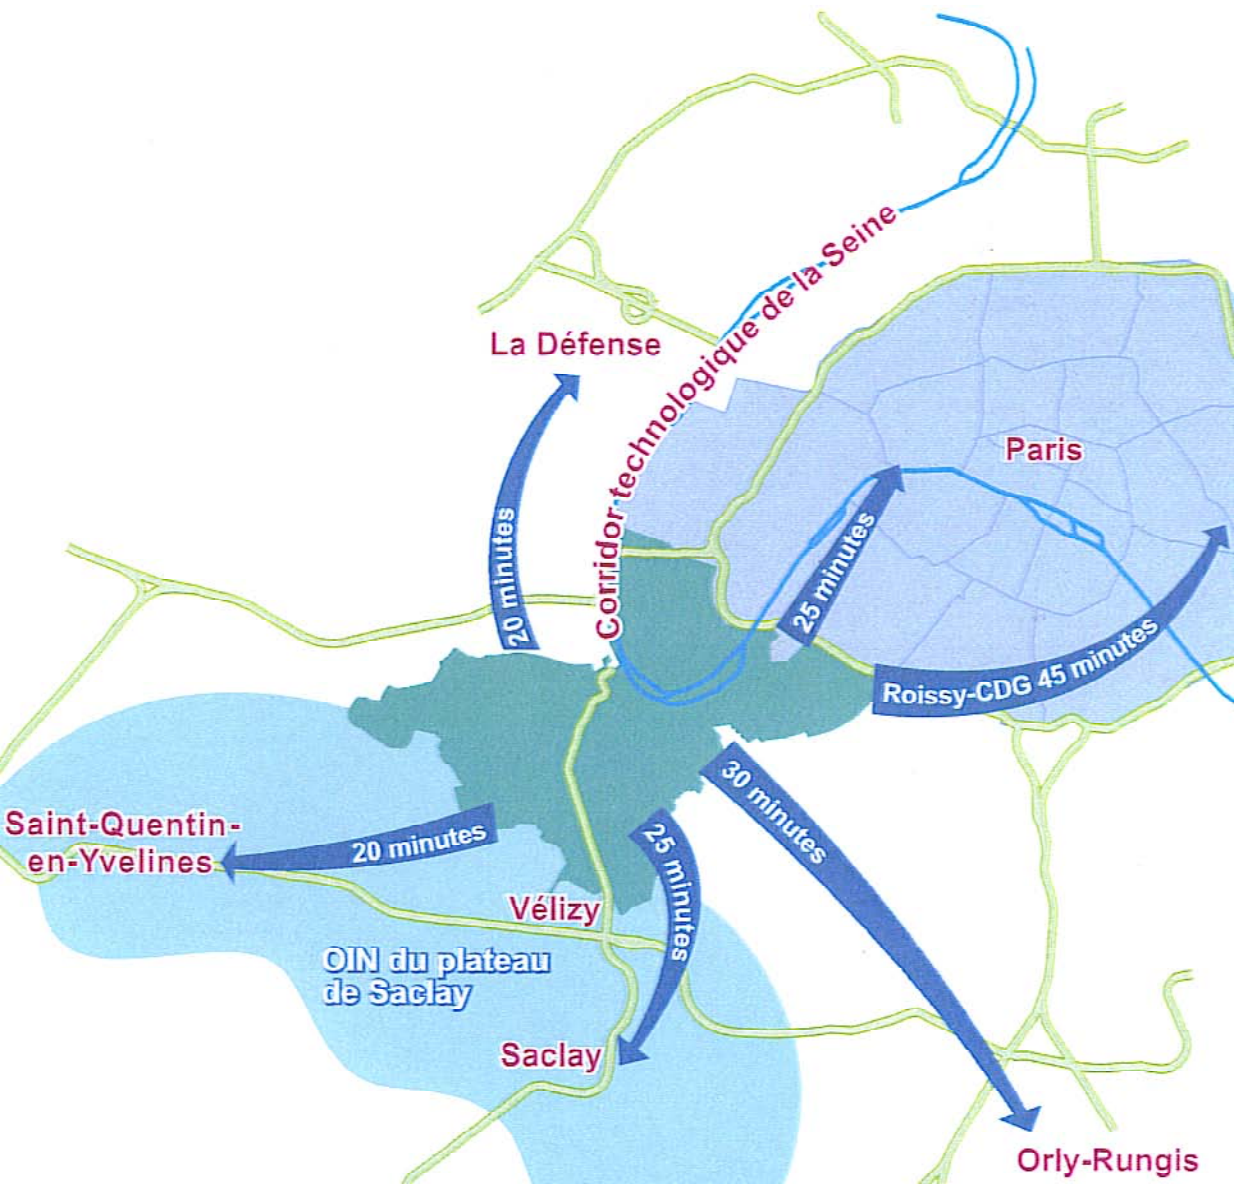 Corridor technologique de la Seine
La Défense
Paris
20 minutes
25 minutes
Roissy-CDG 45 minutes
30 minutes
Saint-Quentin-
en-Yvelines
20 minutes
25 minutes
Vélizy
OIN du plateau
de Saclay
Saclay
Orly-Rungis